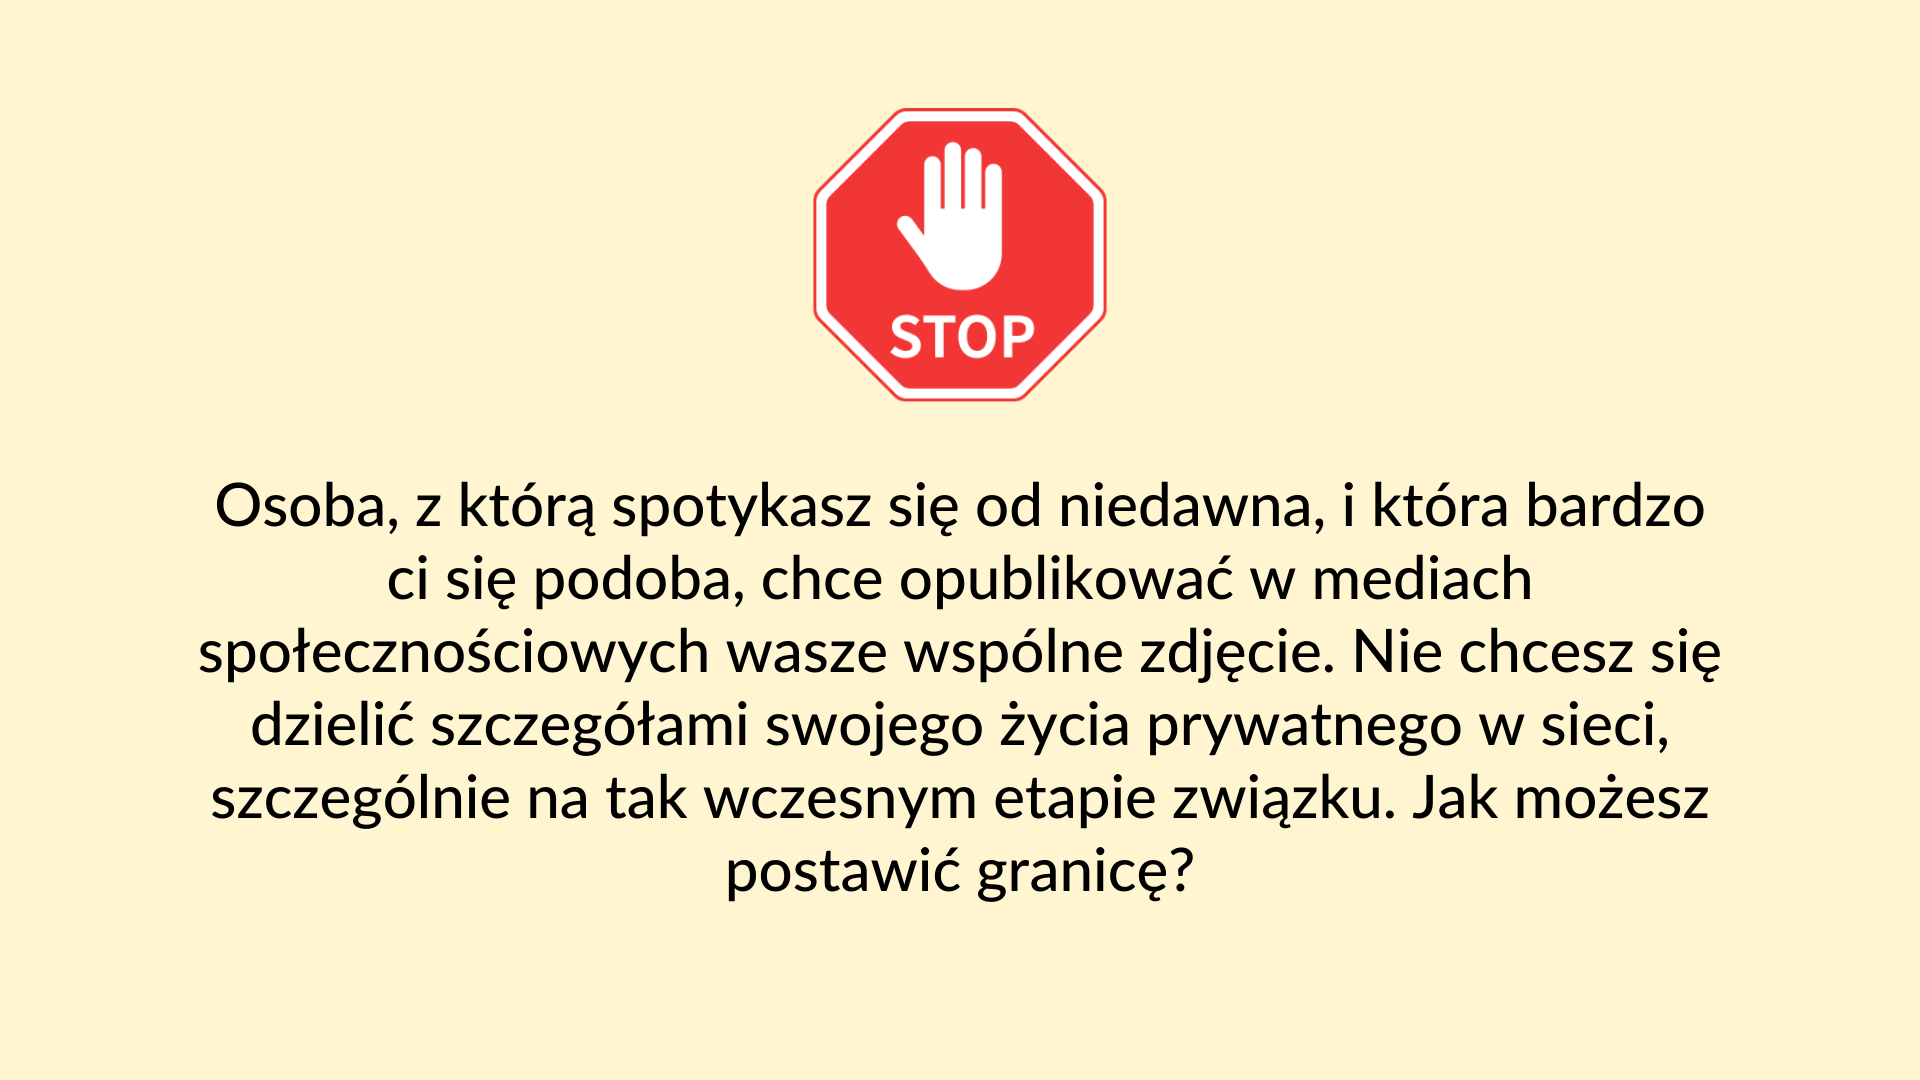 STOP
Osoba, z którą spotykasz się od niedawna, i która bardzo
ci się podoba, chce opublikować w mediach
społecznościowych wasze wspólne zdjęcie. Nie chcesz się
dzielić szczegółami swojego życia prywatnego w sieci,
szczególnie na tak wczesnym etapie związku. Jak możesz
postawić granicę?